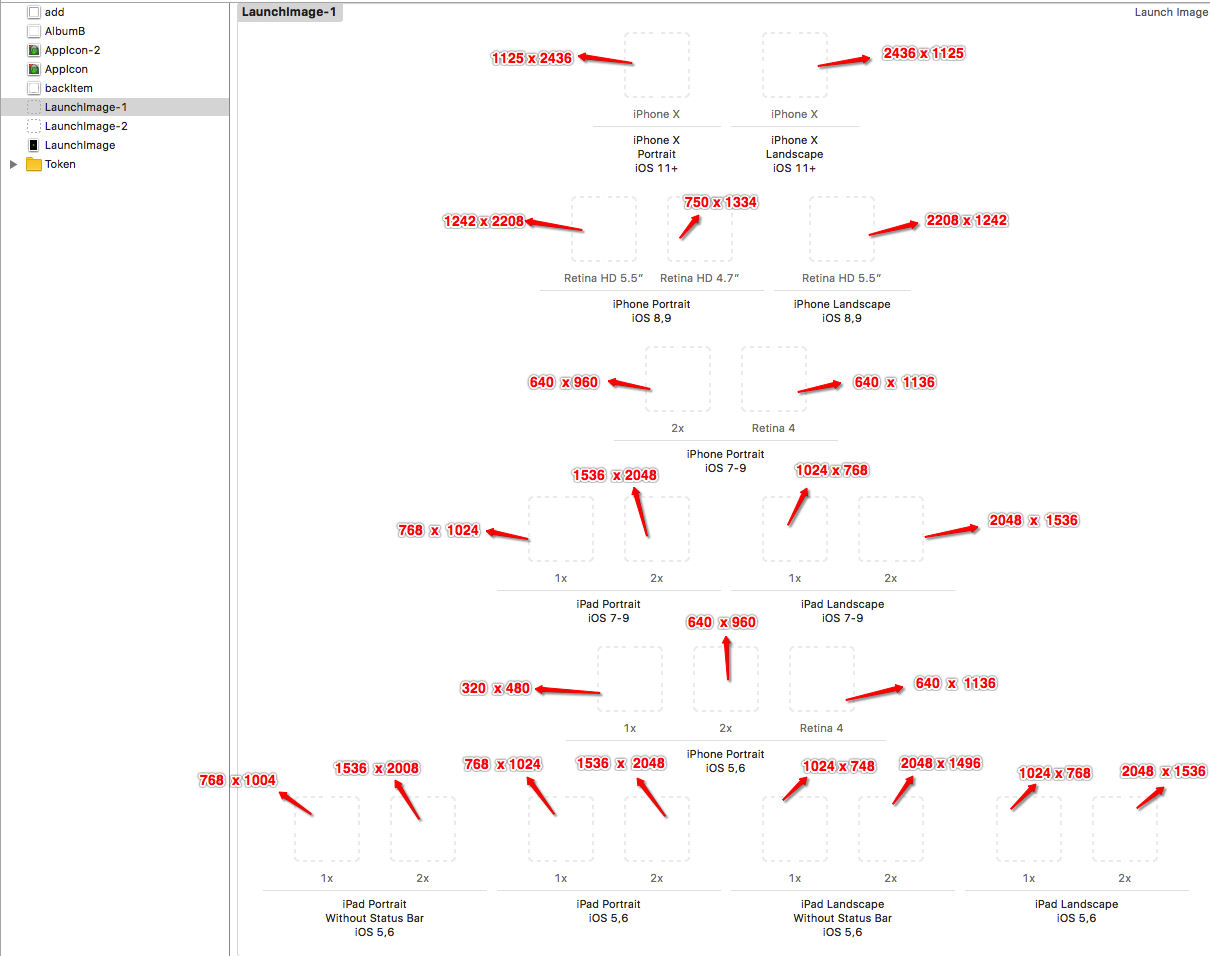 add
AlbumB
AppIcon-2
AppIcon
backItem
LaunchImage-1
LaunchImage-2
LaunchImage
Token
LaunchImage-1
Launch Image
1125 x 2436
2436 x 1125
iPhone X
iPhone X
iPhone X
Portrait
iOS 11+
iPhone X
Landscape
iOS 11+
1242 x 2208
750 x 1334
2208 x 1242
Retina HD 5.5″
Retina HD 4.7″
Retina HD 5.5″
iPhone Portrait
iOS 8,9
iPhone Landscape
iOS 8,9
640 x 960
640 x 1136
2x
Retina 4
iPhone Portrait
iOS 7-9
768 x 1024
1536 x 2048
1024 x 768
2048 x 1536
1x
2x
1x
2x
iPad Portrait
iOS 7-9
iPad Landscape
iOS 7-9
320 x 480
640 x 960
640 x 1136
1x
2x
Retina 4
iPhone Portrait
iOS 5,6
768 x 1004
1536 x 2008
768 x 1024
1536 x 2048
1024 x 748
2048 x 1496
1024 x 768
2048 x 1536
1x
2x
1x
2x
1x
2x
1x
2x
iPad Portrait
Without Status Bar
iOS 5,6
iPad Portrait
iOS 5,6
iPad Landscape
Without Status Bar
iOS 5,6
iPad Landscape
iOS 5,6